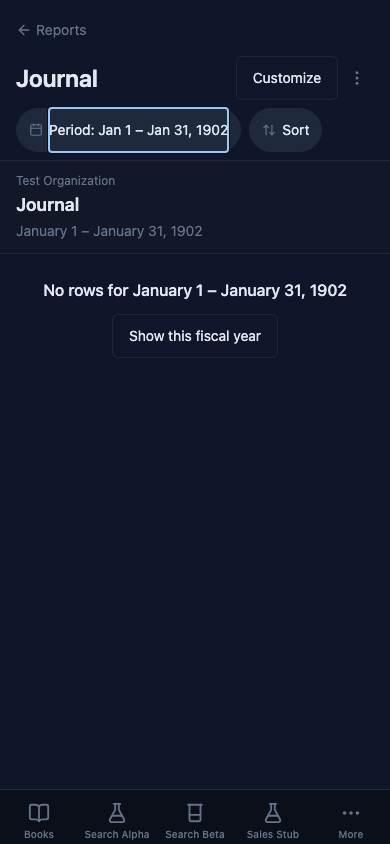 Reports
Journal
Customize
Period: Jan 1 – Jan 31, 1902
Sort
Test Organization
Journal
January 1 – January 31, 1902
No rows for January 1 – January 31, 1902
Show this fiscal year
Books
Search Alpha
Search Beta
Sales Stub
More